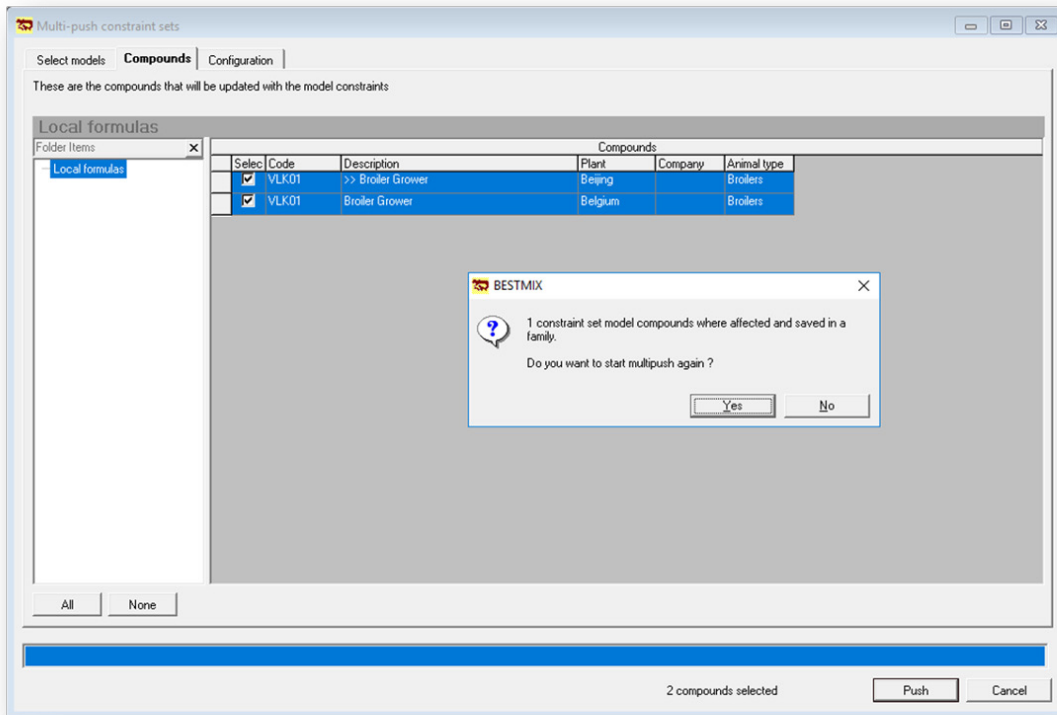 Multi-push constraint sets
Select models Compounds Configuration
These are the compounds that will be updated with the model constraints
Local formulas
Folder Items
Local formulas
Compounds
Selec Code Description Plant Company Animal type
VLK01 >> Broiler Grower Beijing Broilers
VLK01 Broiler Grower Belgium Broilers
BESTMIX
1 constraint set model compounds where affected and saved in a
family.
Do you want to start multipush again ?
Yes No
All None
2 compounds selected Push Cancel